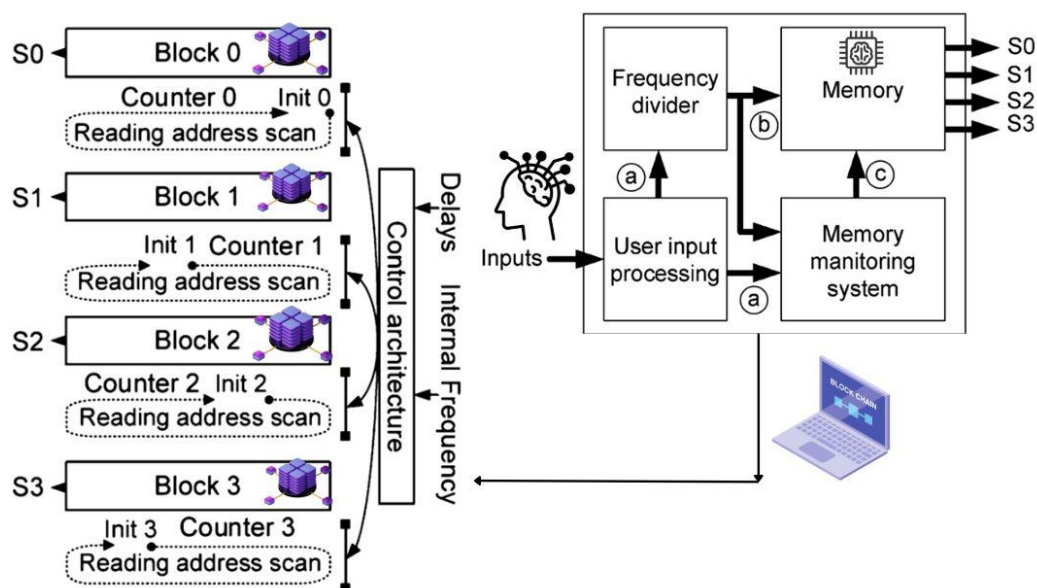 S0
Block 0
Counter 0 Init 0
Reading address scan
S1
Block 1
Init 1 Counter 1
Reading address scan
S2
Block 2
Counter 2 Init 2
Reading address scan
S3
Block 3
Init 3 Counter 3
Reading address scan
Control architecture
Delays
Internal Frequency
Inputs
Frequency
divider
a
User input
processing
a
b
Memory
c
Memory
manitoring
system
S0
S1
S2
S3
BLOCK CHAIN